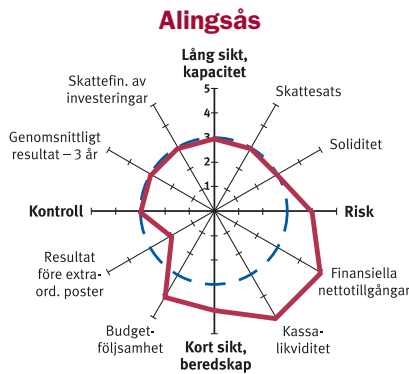 Alingsås
Lång sikt,
kapacitet
Skattefin. av
investeringar
Skattesats
5
4
3
2
1
Genomsnittligt
resultat – 3 år
Soliditet
Kontroll
Risk
Resultat
före extra-
ord. poster
Finansiella
nettotillgångar
Budget-
följsamhet
Kassa-
likviditet
Kort sikt,
beredskap